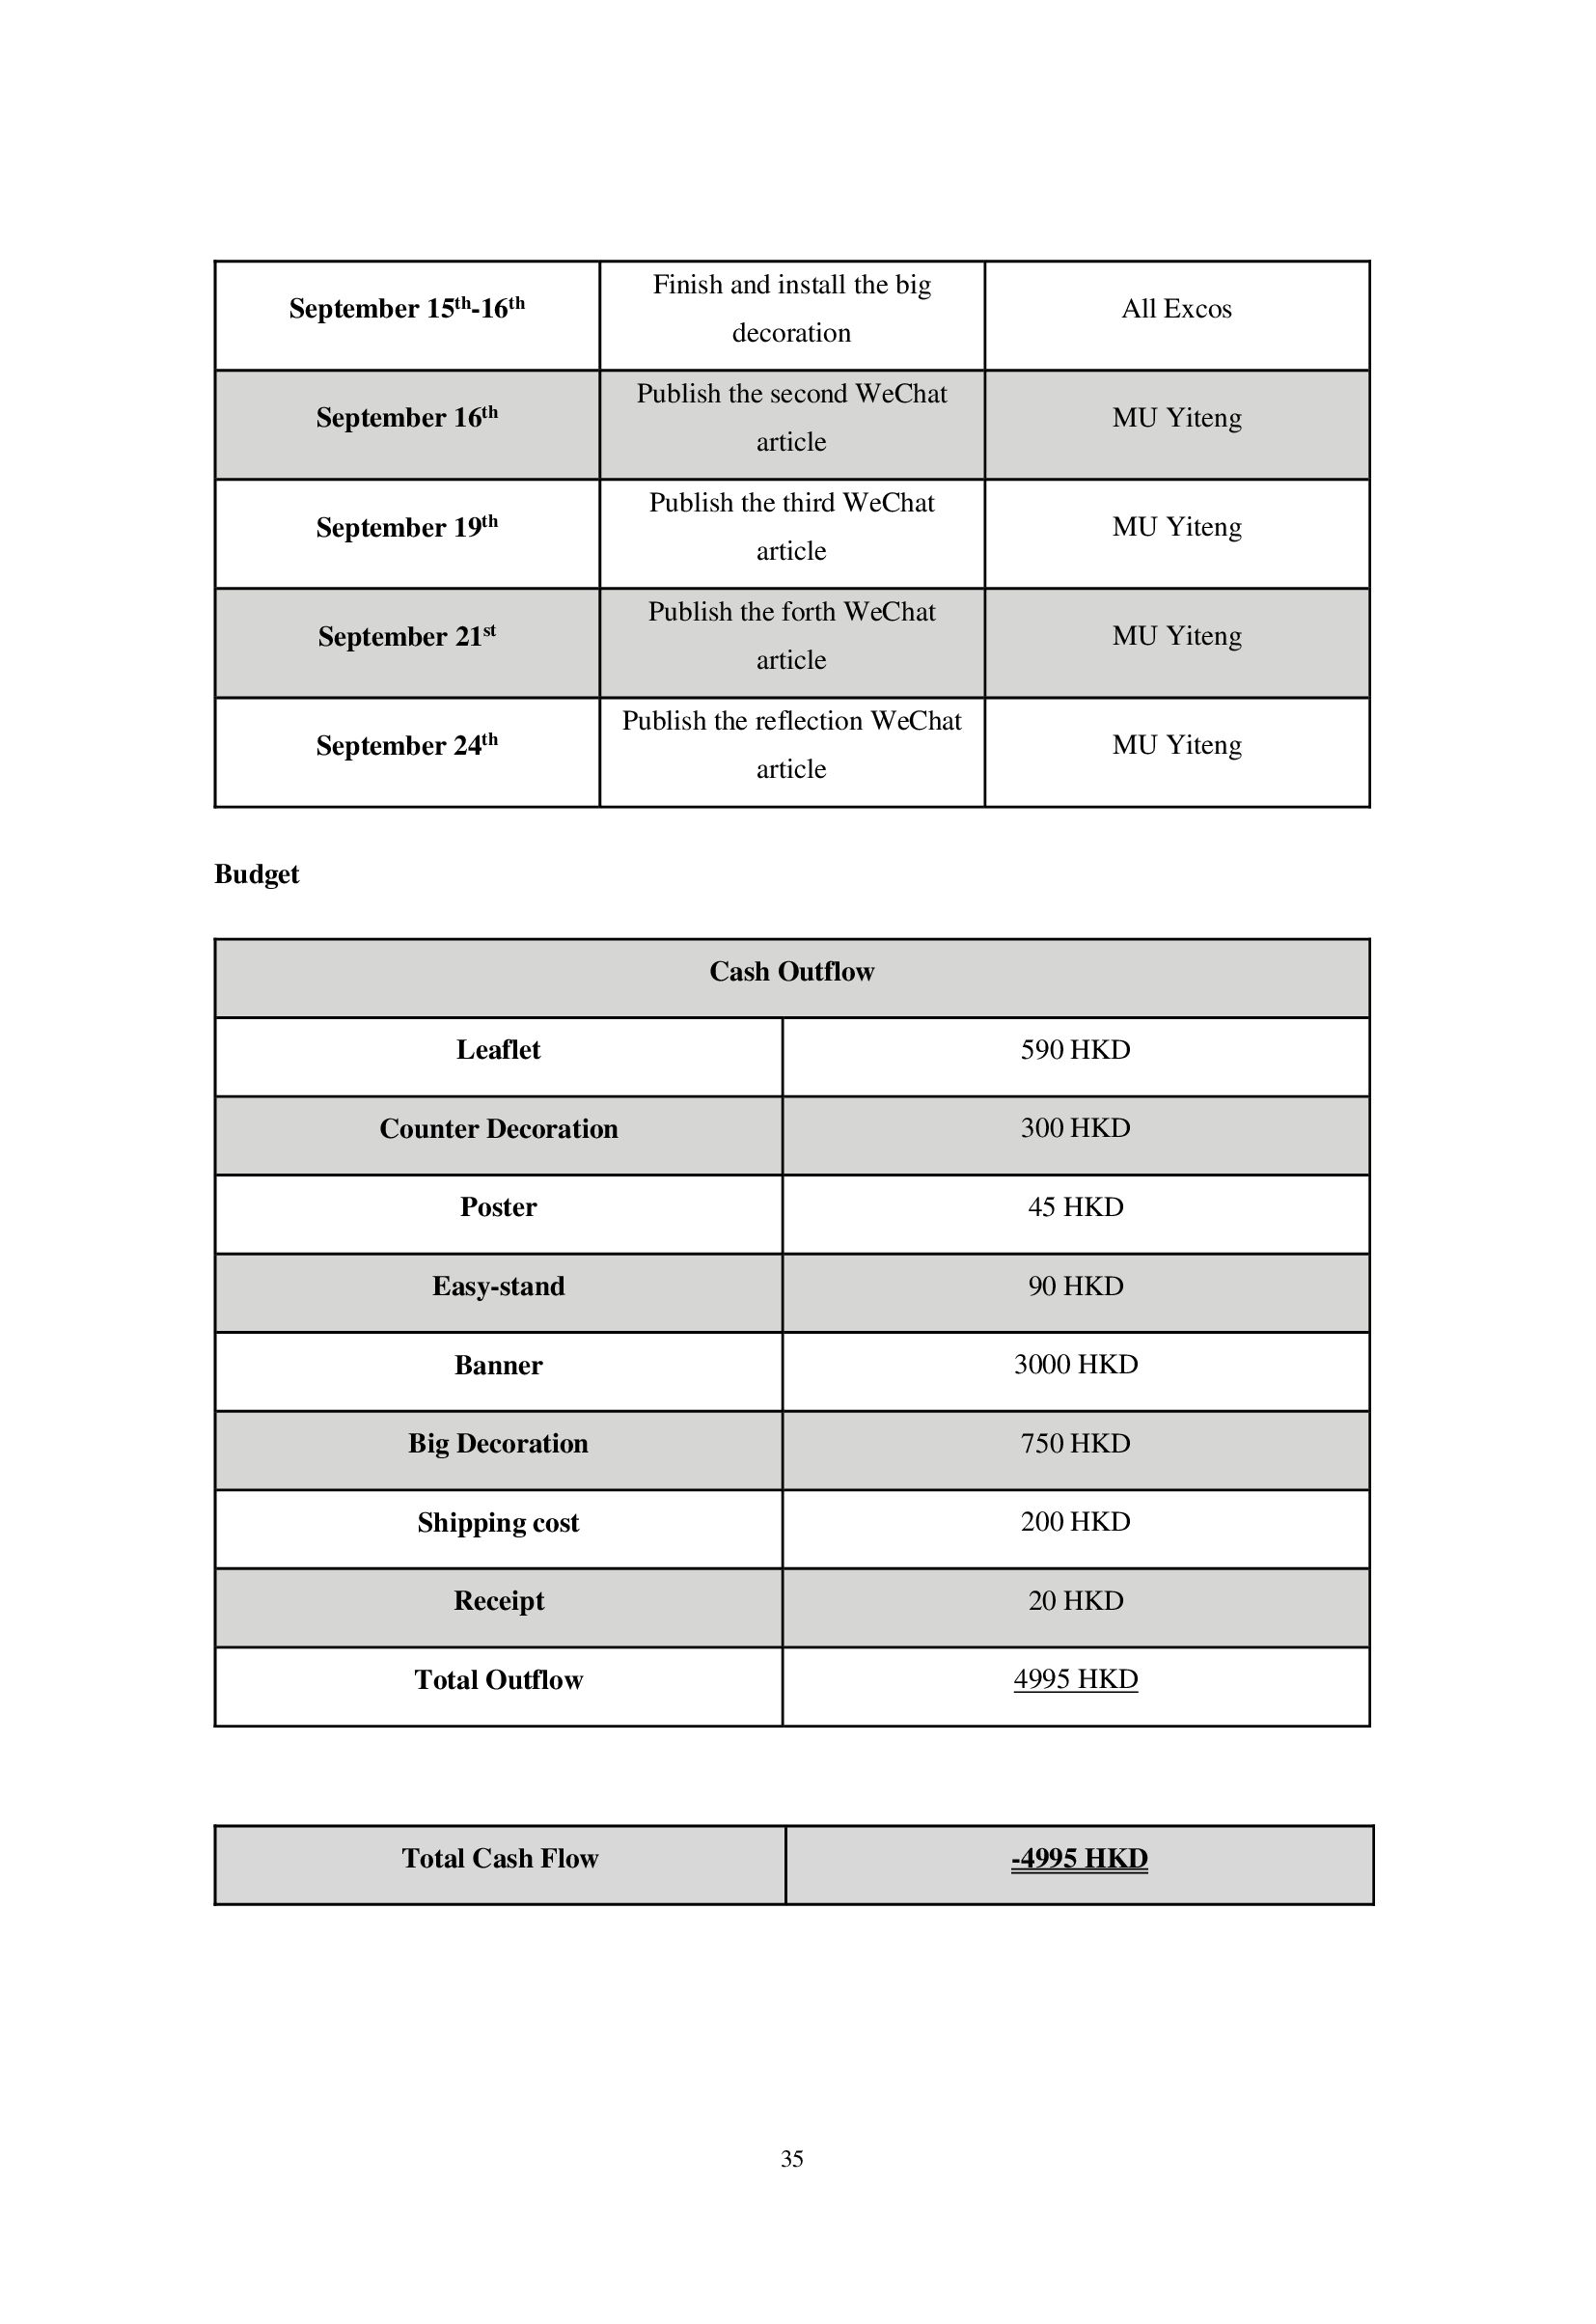 Finish and install the big
September 15th-16th All Excos
decoration
Publish the second WeChat
September 16th MU Yiteng
article
Publish the third WeChat
September 19th MU Yiteng
article
Publish the forth WeChat
September 21st MU Yiteng
article
Publish the reflection WeChat
September 24th MU Yiteng
article
Budget
Cash Outflow
Leaflet 590 HKD
Counter Decoration 300 HKD
Poster 45 HKD
Easy-stand 90 HKD
Banner 3000 HKD
Big Decoration 750 HKD
Shipping cost 200 HKD
Receipt 20 HKD
Total Outflow 4995 HKD
Total Cash Flow -4995 HKD
35